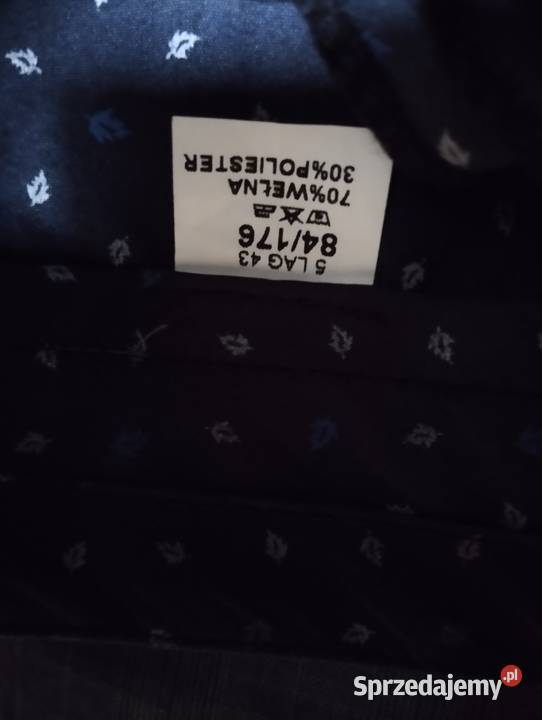 5 LAG 43
84/176
70%WEŁNA
30%POLIESTER
Sprzedajemy.pl